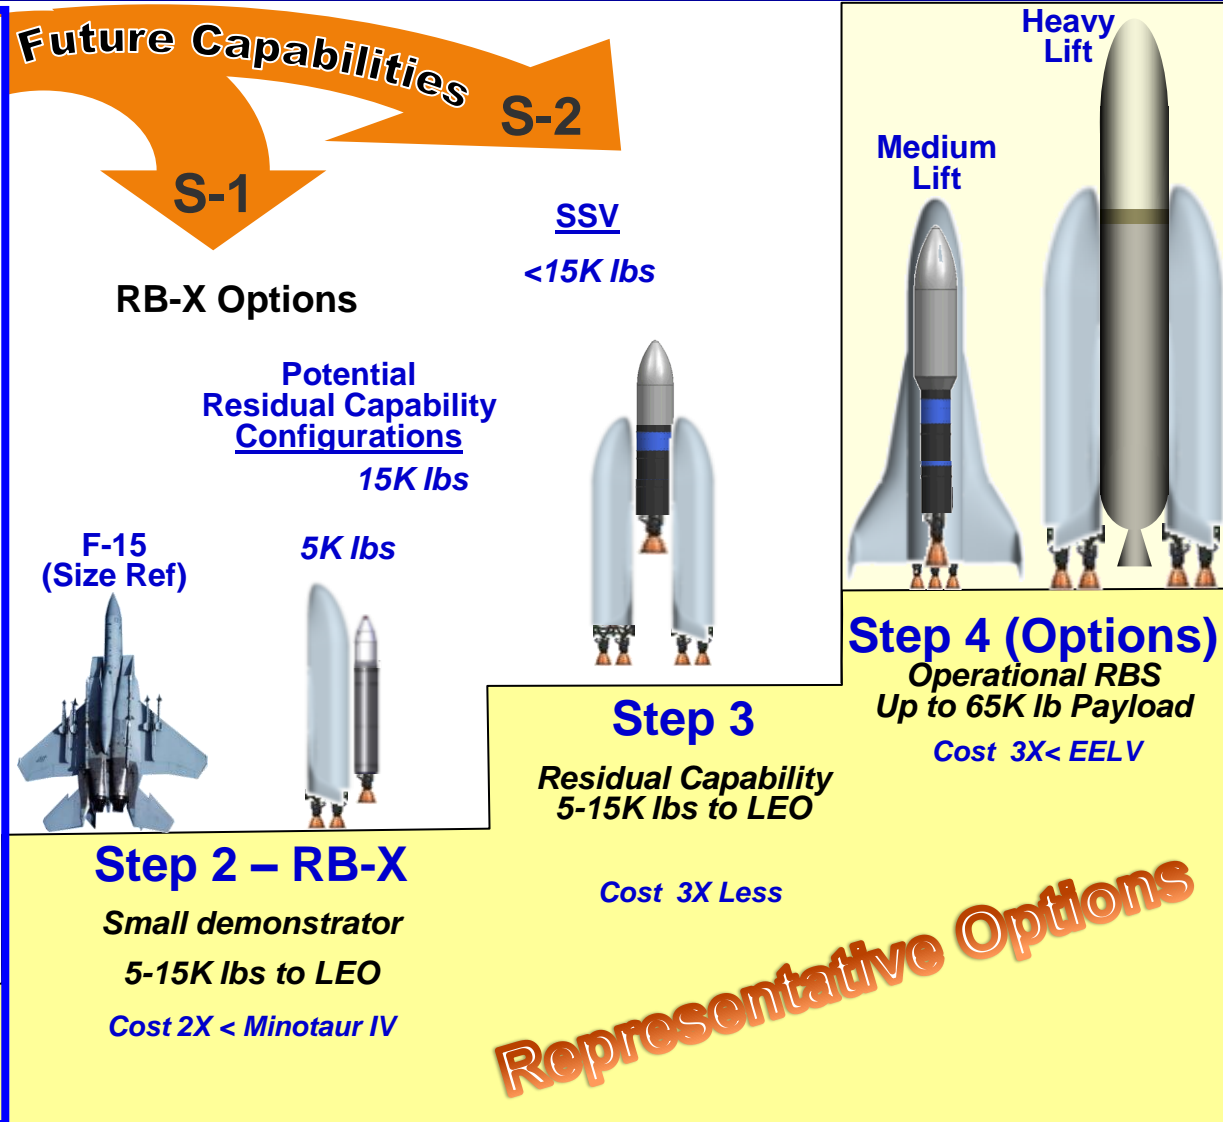 Future Capabilities
S-2
S-1
RB-X Options
Potential
Residual Capability
Configurations
15K lbs
5K lbs
F-15
(Size Ref)
SSV
<15K lbs
Medium
Lift
Heavy
Lift
Step 2 – RB-X
Small demonstrator
5-15K lbs to LEO
Cost 2X < Minotaur IV
Step 3
Residual Capability
5-15K lbs to LEO
Cost 3X Less
Step 4 (Options)
Operational RBS
Up to 65K lb Payload
Cost 3X< EELV
Representative Options